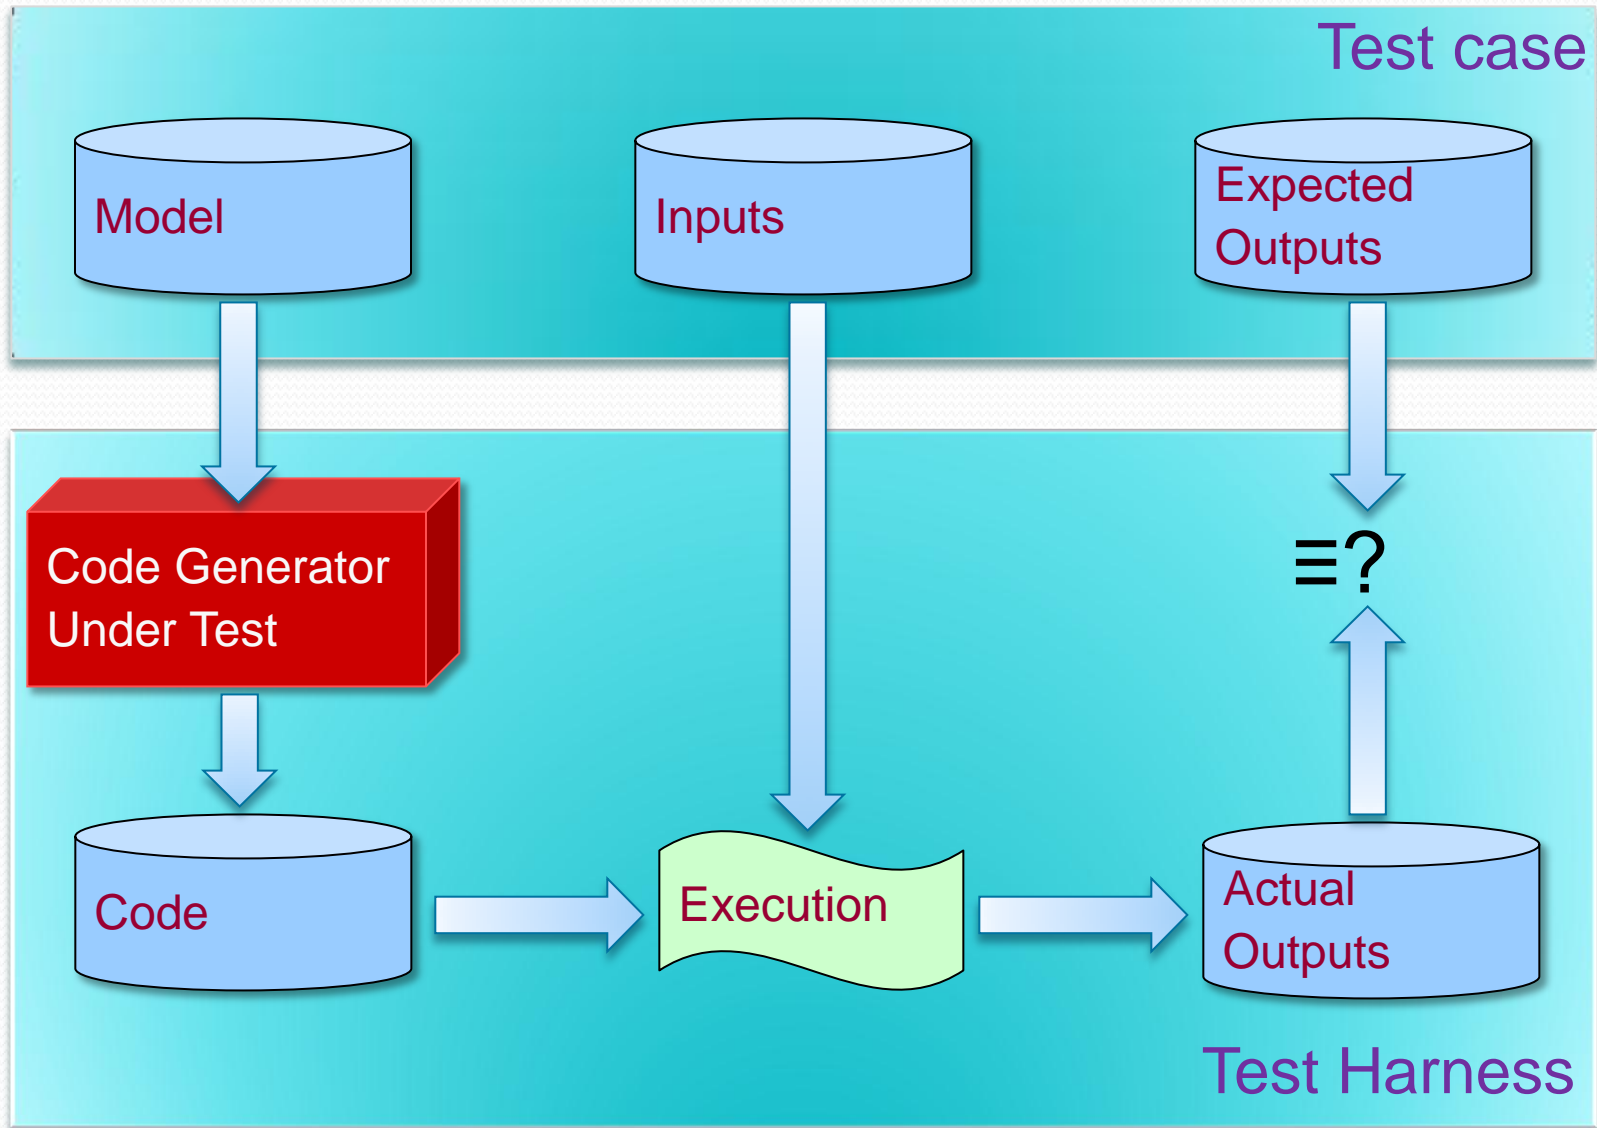 Test case
Model
Inputs
Expected
Outputs
Code Generator
Under Test
≡?
Code
Execution
Actual
Outputs
Test Harness